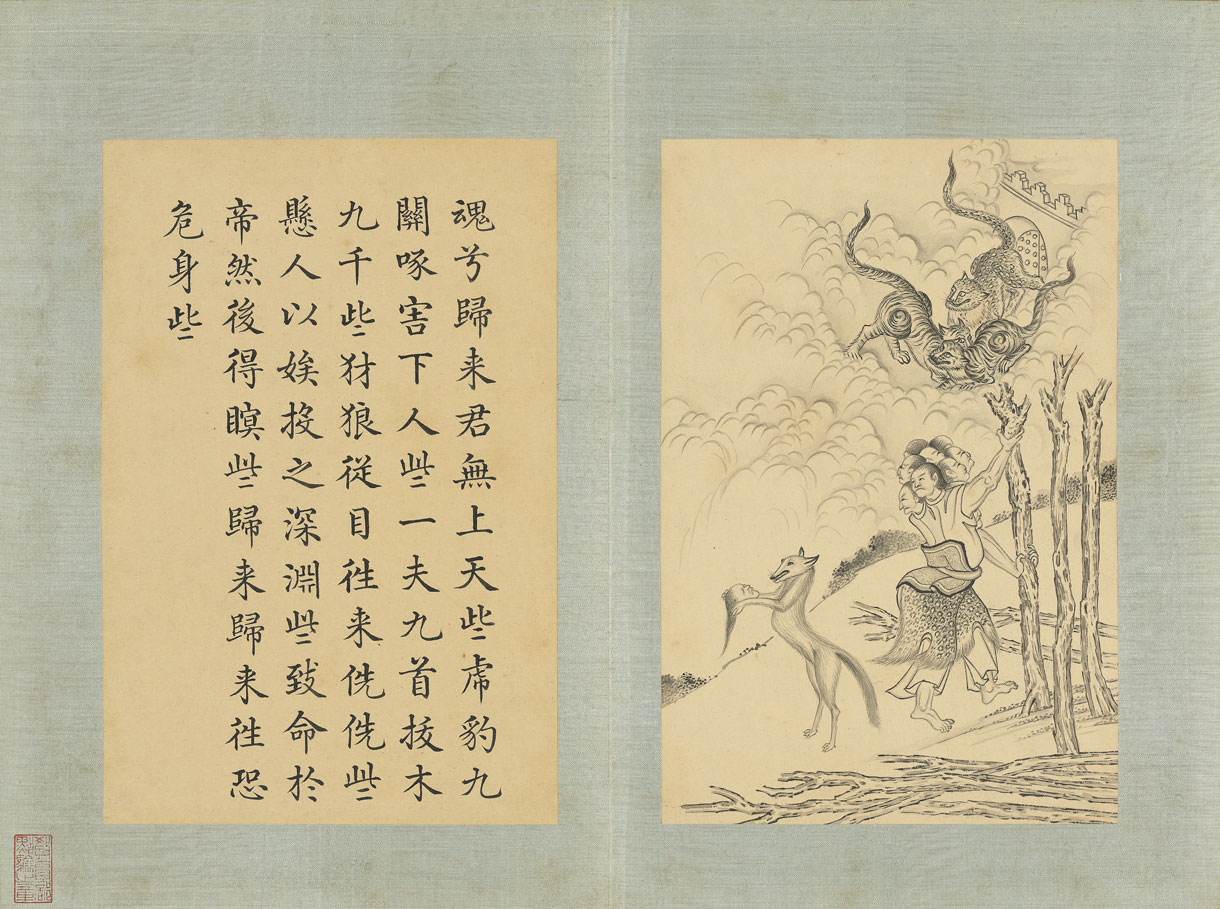 魂兮歸来君無上天些虎豹九
關啄害下人些一夫九首拔木
九千些豺狼從目徃来侁侁些
懸人以娭投之深淵些致命於
帝然後得瞑些歸来歸来徃恐
危身些